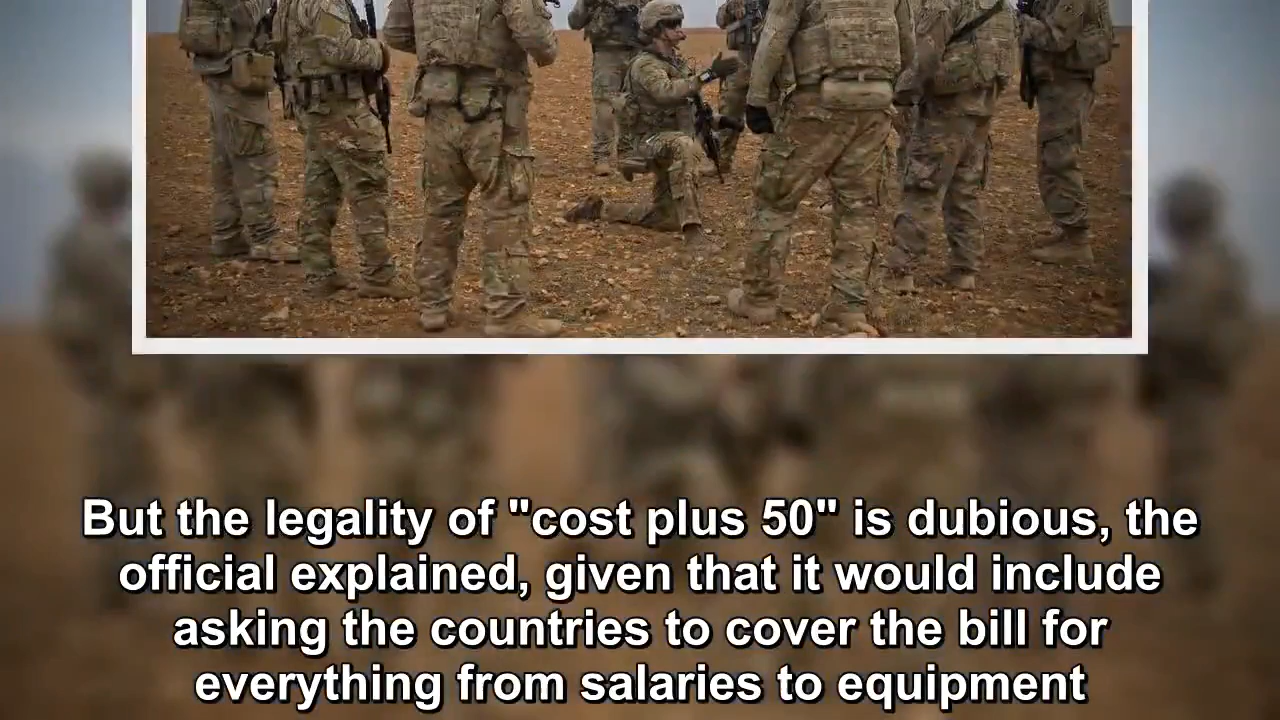 But the legality of "cost plus 50" is dubious, the
official explained, given that it would include
asking the countries to cover the bill for
everything from salaries to equipment